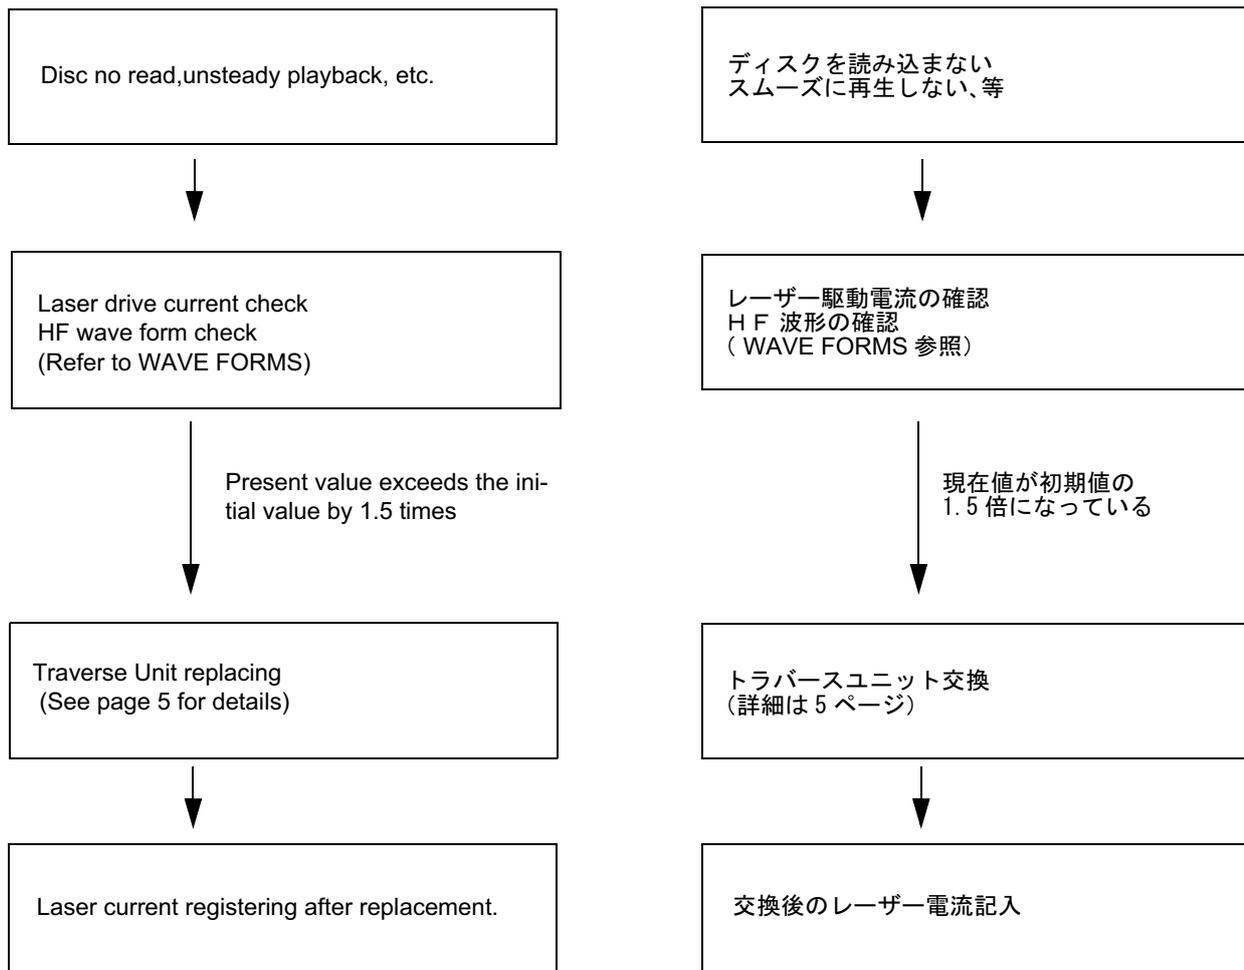 Disc no read,unsteady playback, etc.
Laser drive current check
HF wave form check
(Refer to WAVE FORMS)
Present value exceeds the ini-
tial value by 1.5 times
Traverse Unit replacing
(See page 5 for details)
Laser current registering after replacement.
ディスクを読み込まない
スムーズに再生しない、等
レーザー駆動電流の確認
ＨＦ 波形の確認
( WAVE FORMS 参照)
現在値が初期値の
1.5 倍になっている
トラバースユニット交換
(詳細は 5 ページ)
交換後のレーザー電流記入